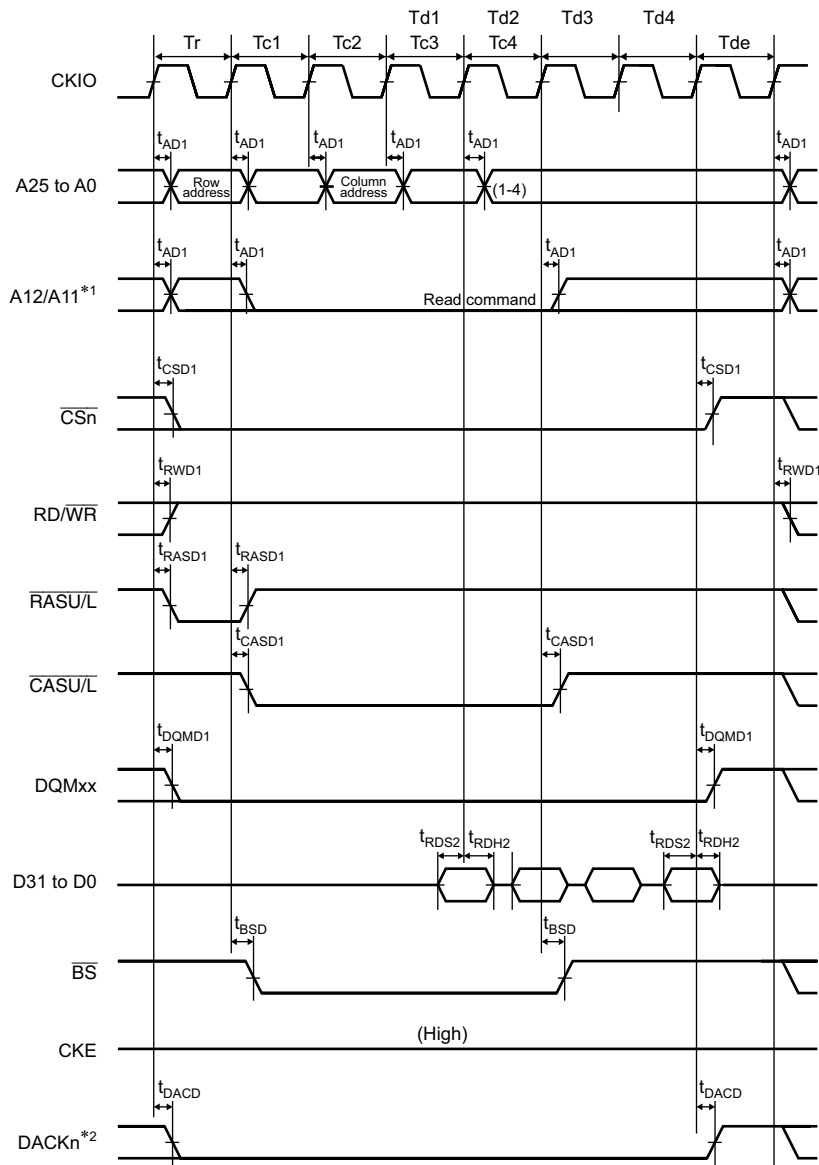 Td1 Td2 Td3 Td4
Tr Tc1 Tc2 Tc3 Tc4 Tde
CKIO
tAD1 tAD1 tAD1 tAD1 tAD1 tAD1
A25 to A0
Row address
Column address
(1-4)
tAD1 tAD1 tAD1 tAD1
A12/A11*1
Read command
tCSD1 tCSD1
CSn
tRWD1 tRWD1
RD/WR
tRASD1 tRASD1
RASU/L
tCASD1 tCASD1
CASU/L
tDQMD1 tDQMD1
DQMxx
tRDS2 tRDH2 tRDS2 tRDH2
D31 to D0
tBSD tBSD
BS
(High)
CKE
tDACD tDACD
DACKn*2